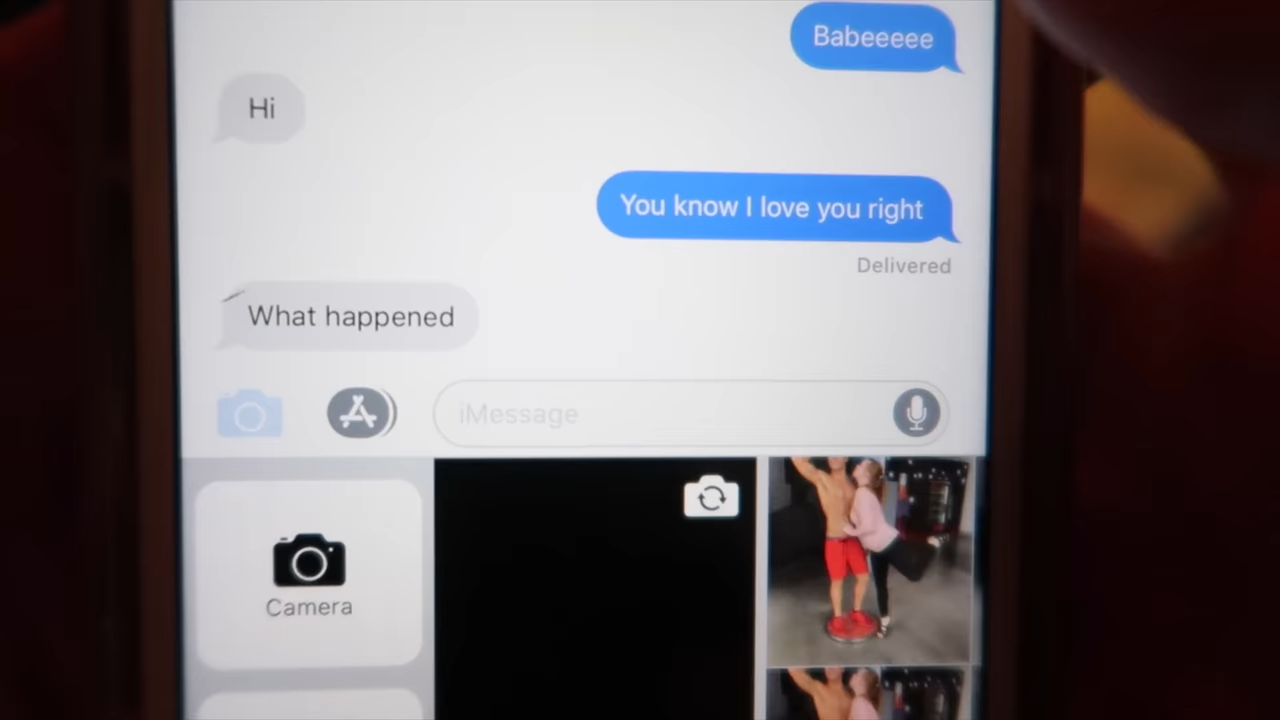 Babeeeee
Hi
You know I love you right
Delivered
What happened
iMessage
Camera